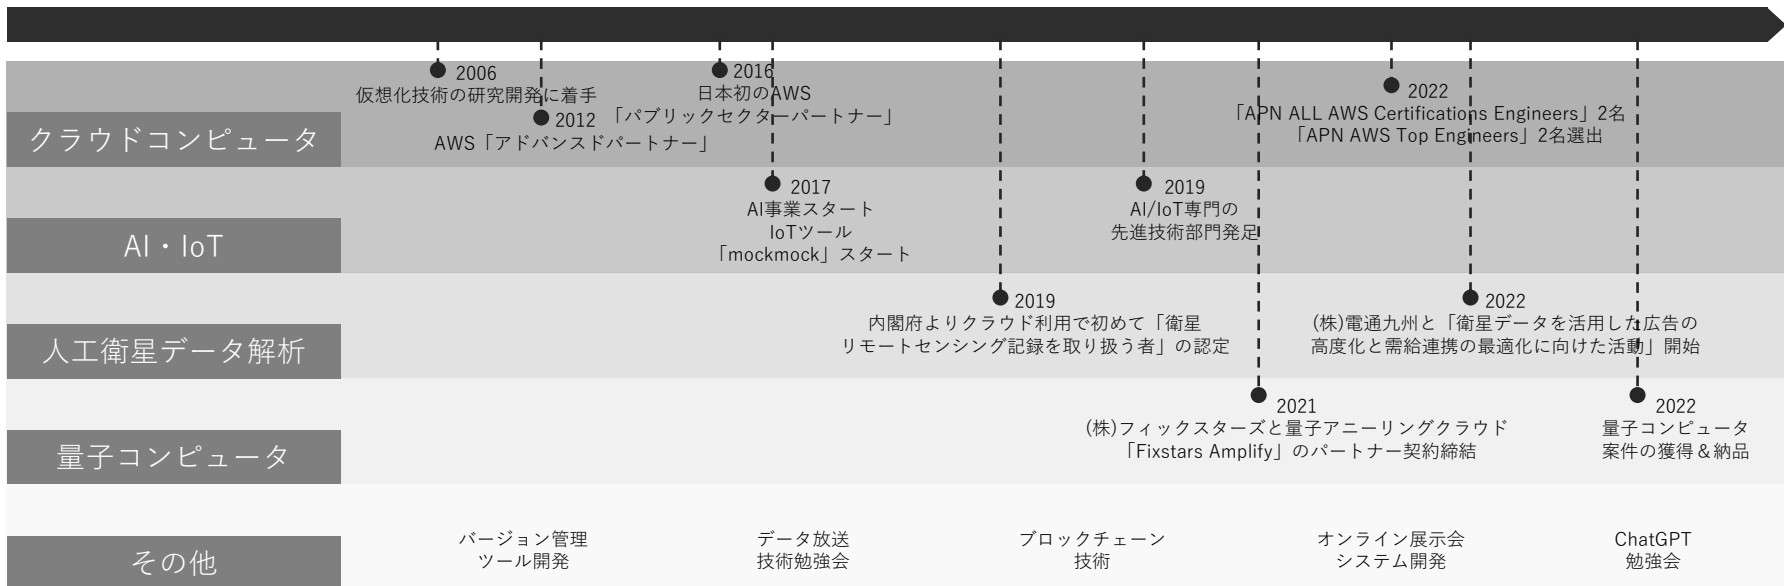 クラウドコンピュータ
2006
仮想化技術の研究開発に着手
2012
AWS「アドバンスドパートナー」
2016
日本初のAWS
「パブリックセクターパートナー」
2022
「APN ALL AWS Certifications Engineers」2名
「APN AWS Top Engineers」2名選出
AI・IoT
2017
AI事業スタート
IoTツール
「mockmock」スタート
2019
AI/IoT専門の
先進技術部門発足
人工衛星データ解析
2019
内閣府よりクラウド利用で初めて「衛星
リモートセンシング記録を取り扱う者」の認定
2022
(株)電通九州と「衛星データを活用した広告の
高度化と需給連携の最適化に向けた活動」開始
量子コンピュータ
2021
(株)フィックスターズと量子アニーリングクラウド
「Fixstars Amplify」のパートナー契約締結
2022
量子コンピュータ
案件の獲得＆納品
その他
バージョン管理
ツール開発
データ放送
技術勉強会
ブロックチェーン
技術
オンライン展示会
システム開発
ChatGPT
勉強会